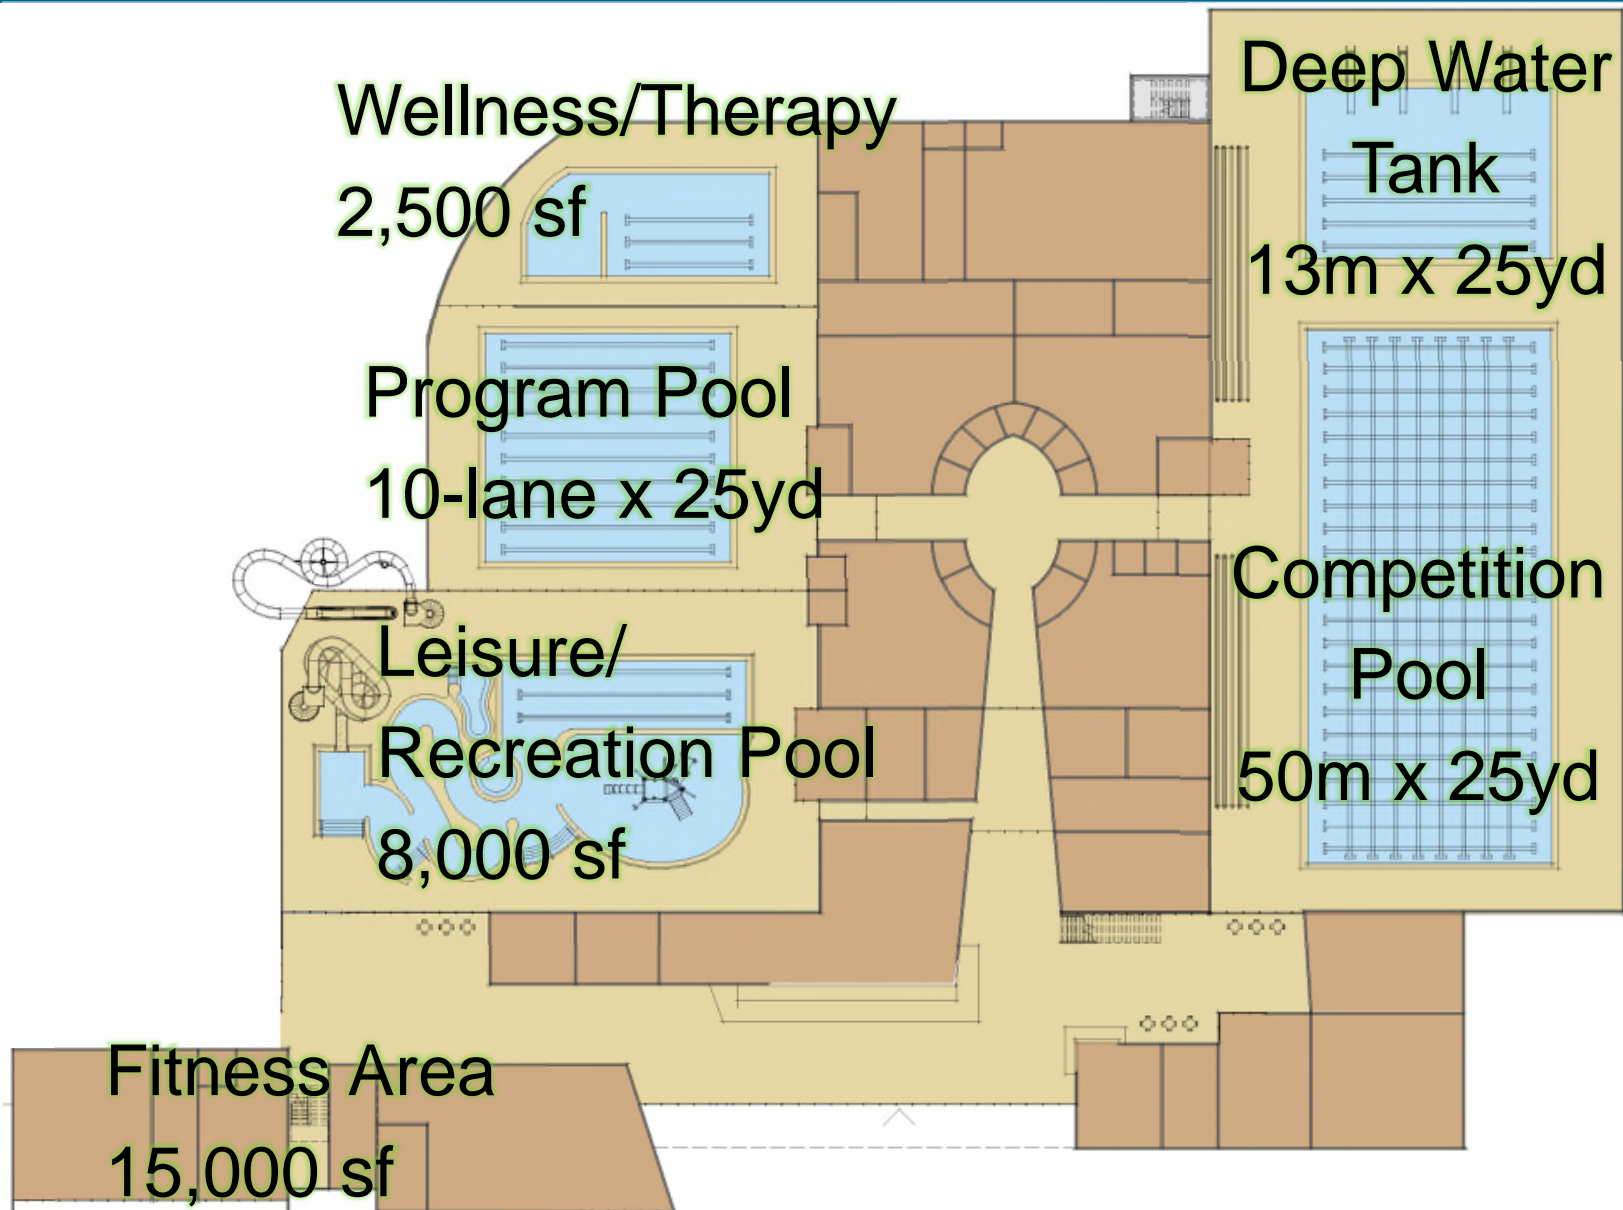 Wellness/Therapy
2,500 sf
Deep Water
Tank
13m x 25yd
Program Pool
10-lane x 25yd
Competition
Pool
50m x 25yd
Leisure/
Recreation Pool
8,000 sf
Fitness Area
15,000 sf